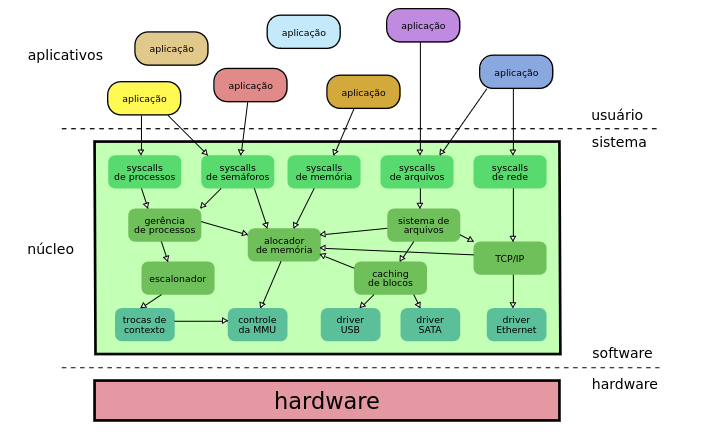 aplicação
aplicação
aplicação
aplicativos
aplicação
aplicação
aplicação
aplicação
aplicação
usuário
sistema
syscalls
de processos
syscalls
de semáforos
syscalls
de memória
syscalls
de arquivos
syscalls
de rede
gerência
de processos
sistema de
arquivos
alocador
de memória
núcleo
TCP/IP
escalonador
caching
de blocos
trocas de
contexto
controle
da MMU
driver
USB
driver
SATA
driver
Ethernet
software
hardware
hardware